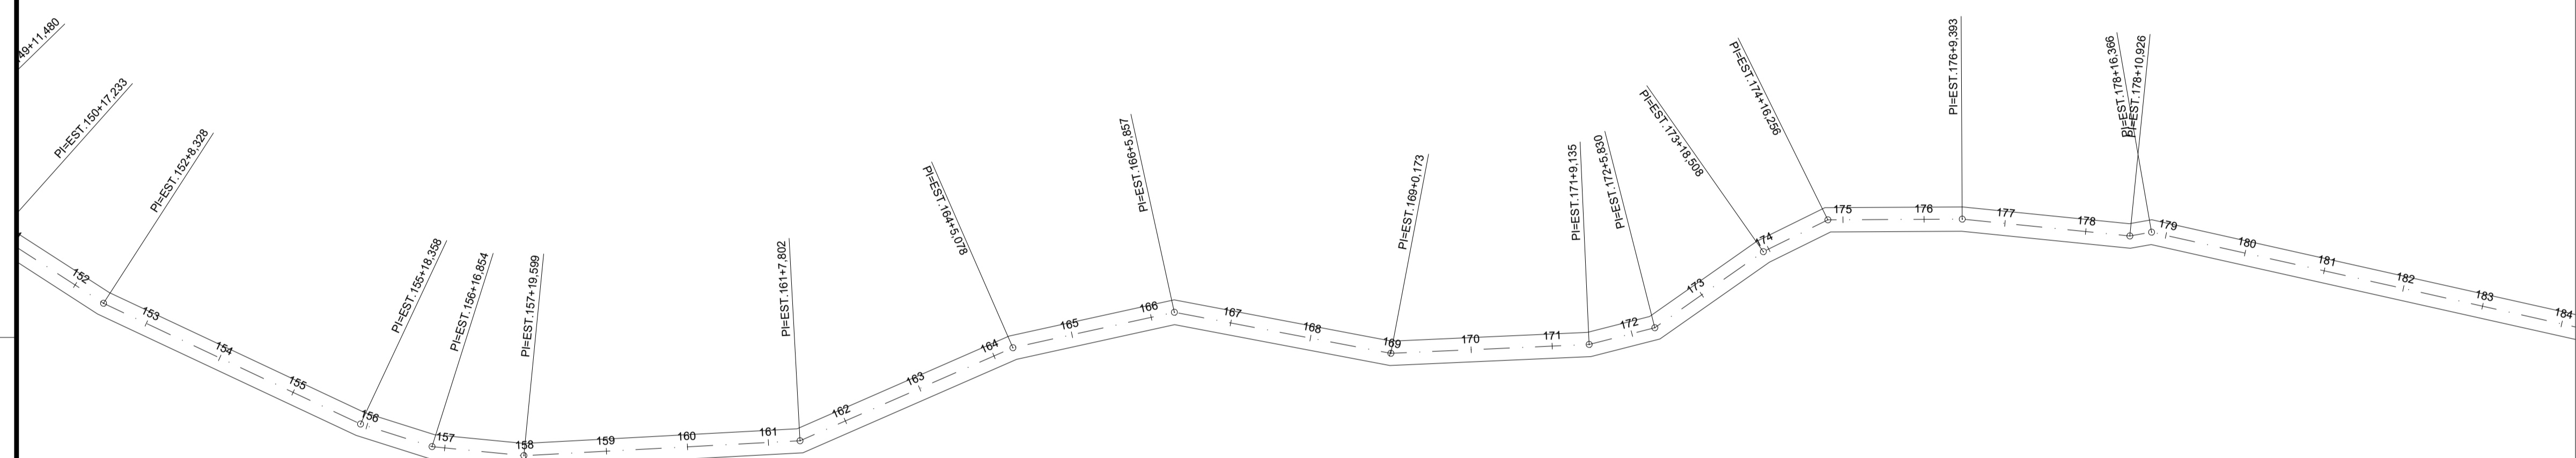 49+11,480
PI=EST.150+17,233
PI=EST.152+8,328
PI=EST.155+18,358
PI=EST.156+16,854
PI=EST.157+19,599
PI=EST.161+7,802
PI=EST.164+5,078
PI=EST.166+5,857
PI=EST.169+0,173
PI=EST.171+9,135
PI=EST.172+5,830
PI=EST.173+18,508
PI=EST.174+16,256
PI=EST.176+9,393
PI=EST.178+16,366
PI=EST.178+10,926
152
153
154
155
156
157
158
159
160
161
162
163
164
165
166
167
168
169
170
171
172
173
174
175
176
177
178
179
180
181
182
183
184